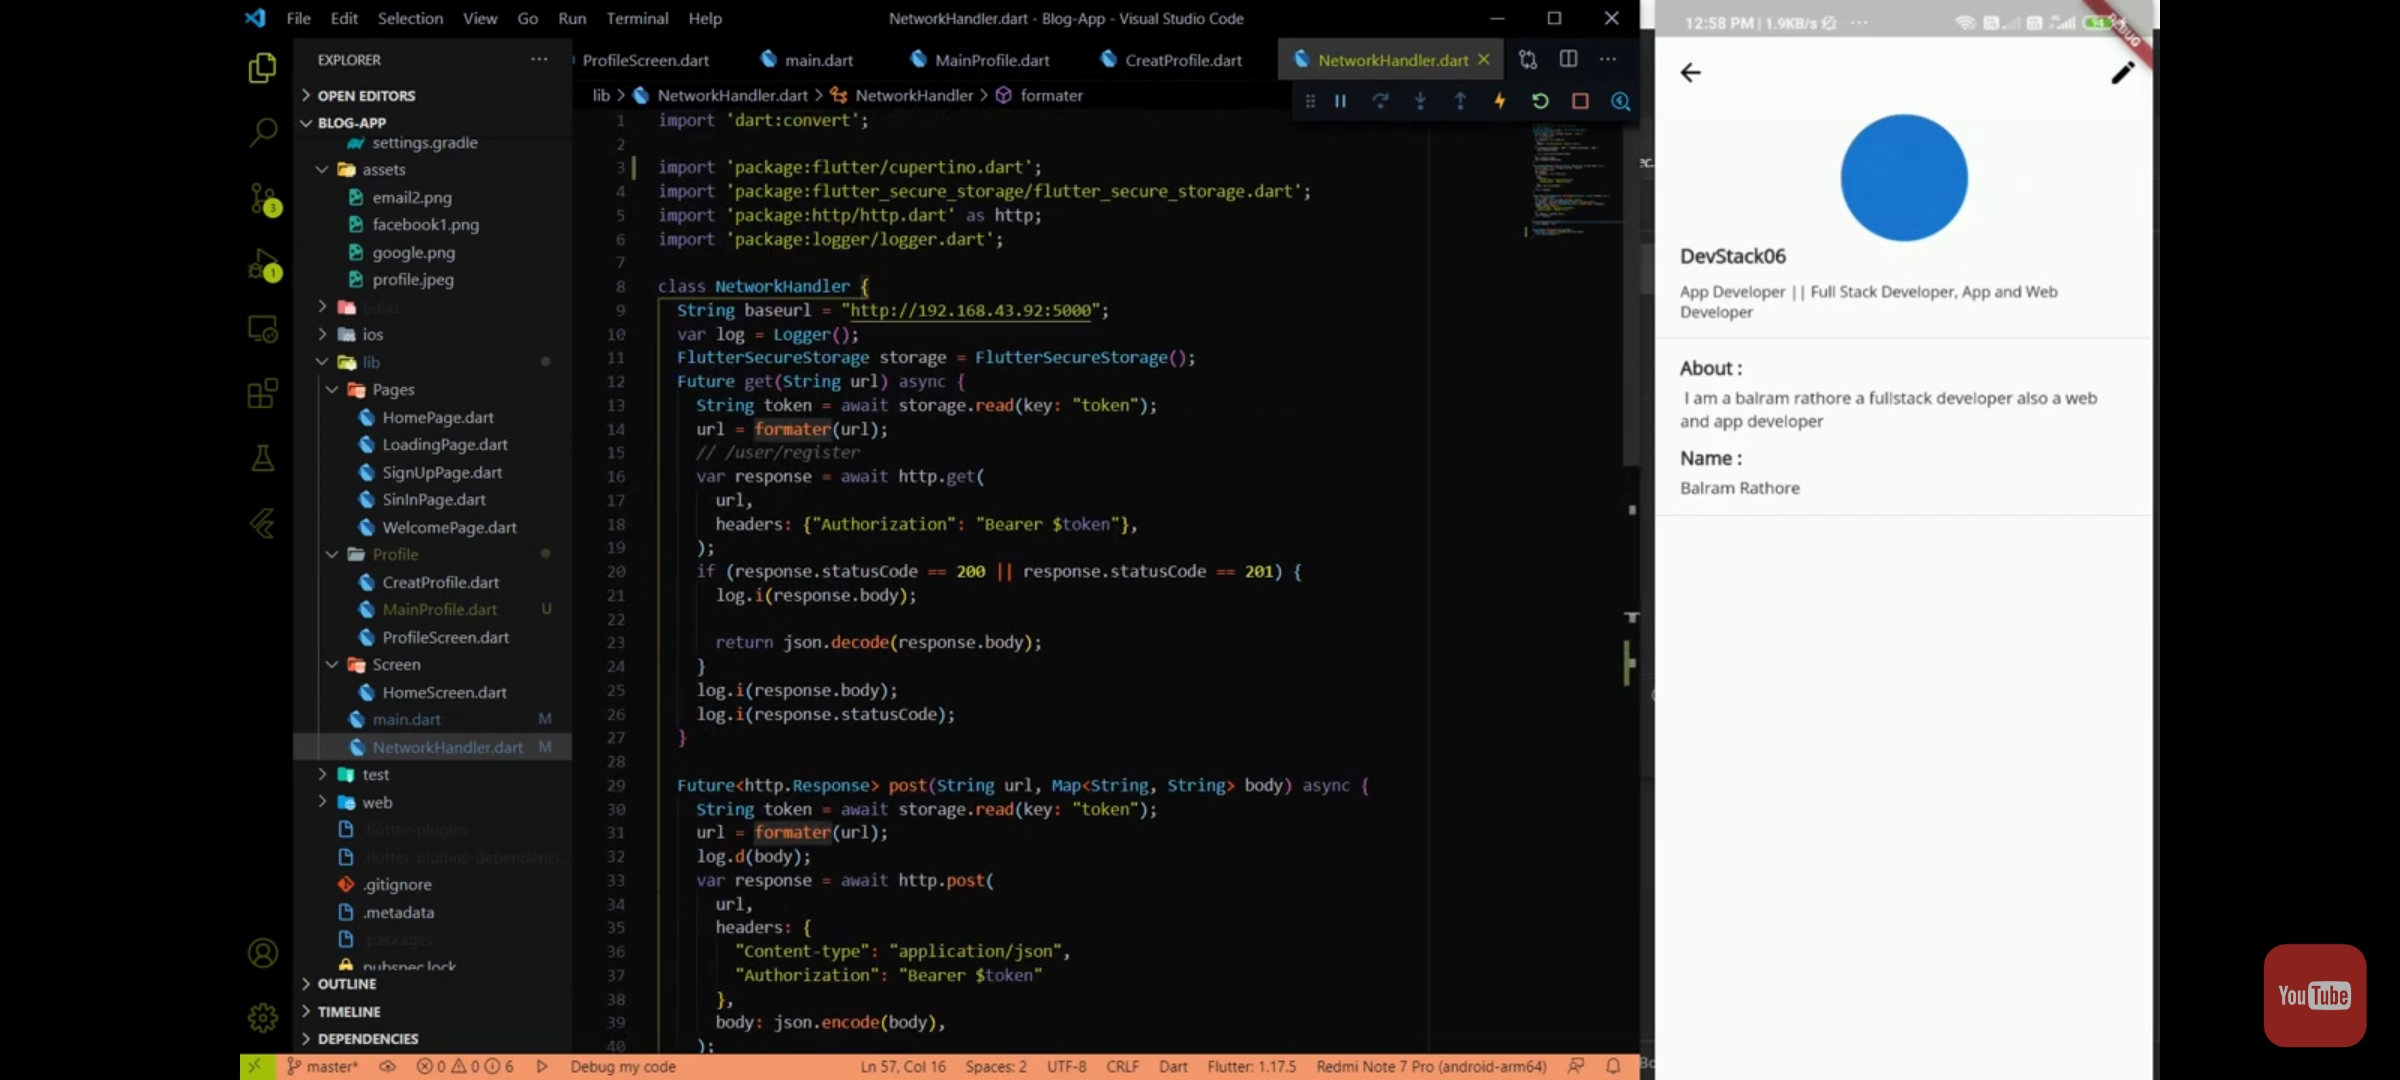 File Edit Selection View Go Run Terminal Help
NetworkHandler.dart - Blog-App - Visual Studio Code
EXPLORER
OPEN EDITORS
BLOG-APP
settings.gradle
assets
email2.png
facebook1.png
google.png
profile.jpeg
build
ios
lib
Pages
HomePage.dart
LoadingPage.dart
SignUpPage.dart
SinInPage.dart
WelcomePage.dart
Profile
CreatProfile.dart
MainProfile.dart U
ProfileScreen.dart
Screen
HomeScreen.dart
main.dart M
NetworkHandler.dart M
test
web
.flutter-plugins
.gitignore
.metadata
.packages
pubspec.lock
OUTLINE
TIMELINE
DEPENDENCIES
3
1
ProfileScreen.dart main.dart MainProfile.dart CreatProfile.dart NetworkHandler.dart
lib > NetworkHandler.dart > NetworkHandler > formater
1 import 'dart:convert';
2
3 import 'package:flutter/cupertino.dart';
4 import 'package:flutter_secure_storage/flutter_secure_storage.dart';
5 import 'package:http/http.dart' as http;
6 import 'package:logger/logger.dart';
7
8 class NetworkHandler {
9 String baseurl = "http://192.168.43.92:5000";
10 var log = Logger();
11 FlutterSecureStorage storage = FlutterSecureStorage();
12 Future get(String url) async {
13 String token = await storage.read(key: "token");
14 url = formater(url);
15 // /user/register
16 var response = await http.get(
17 url,
18 headers: {"Authorization": "Bearer $token"},
19 );
20 if (response.statusCode == 200 || response.statusCode == 201) {
21 log.i(response.body);
22
23 return json.decode(response.body);
24 }
25 log.i(response.body);
26 log.i(response.statusCode);
27 }
28
29 Future<http.Response> post(String url, Map<String, String> body) async {
30 String token = await storage.read(key: "token");
31 url = formater(url);
32 log.d(body);
33 var response = await http.post(
34 url,
35 headers: {
36 "Content-type": "application/json",
37 "Authorization": "Bearer $token"
38 },
39 body: json.encode(body),
40 );
master* 0 0 6 Debug my code Ln 57, Col 16 Spaces: 2 UTF-8 CRLF Dart Flutter: 1.17.5 Redmi Note 7 Pro (android-arm64)
12:58 PM | 1.9KB/s
94
DevStack06
App Developer || Full Stack Developer, App and Web
Developer
About :
I am a balram rathore a fullstack developer also a web
and app developer
Name :
Balram Rathore
YouTube